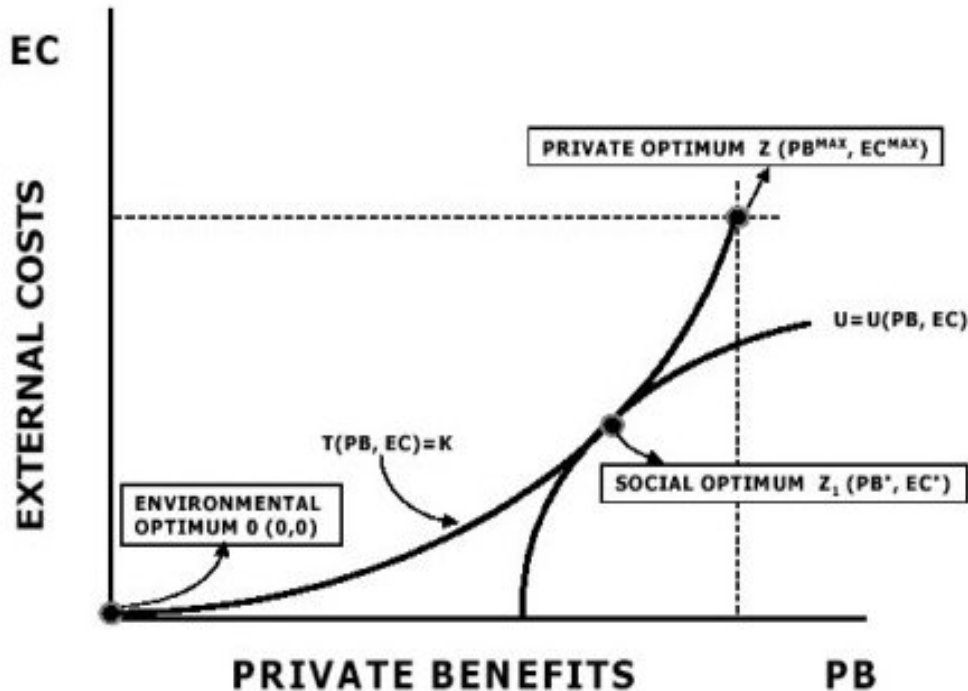 EC
EXTERNAL COSTS
PRIVATE OPTIMUM Z (PB^MAX, EC^MAX)
U=U(PB, EC)
T(PB, EC)=K
SOCIAL OPTIMUM Z₁ (PB*, EC*)
ENVIRONMENTAL
OPTIMUM 0 (0,0)
PRIVATE BENEFITS
PB